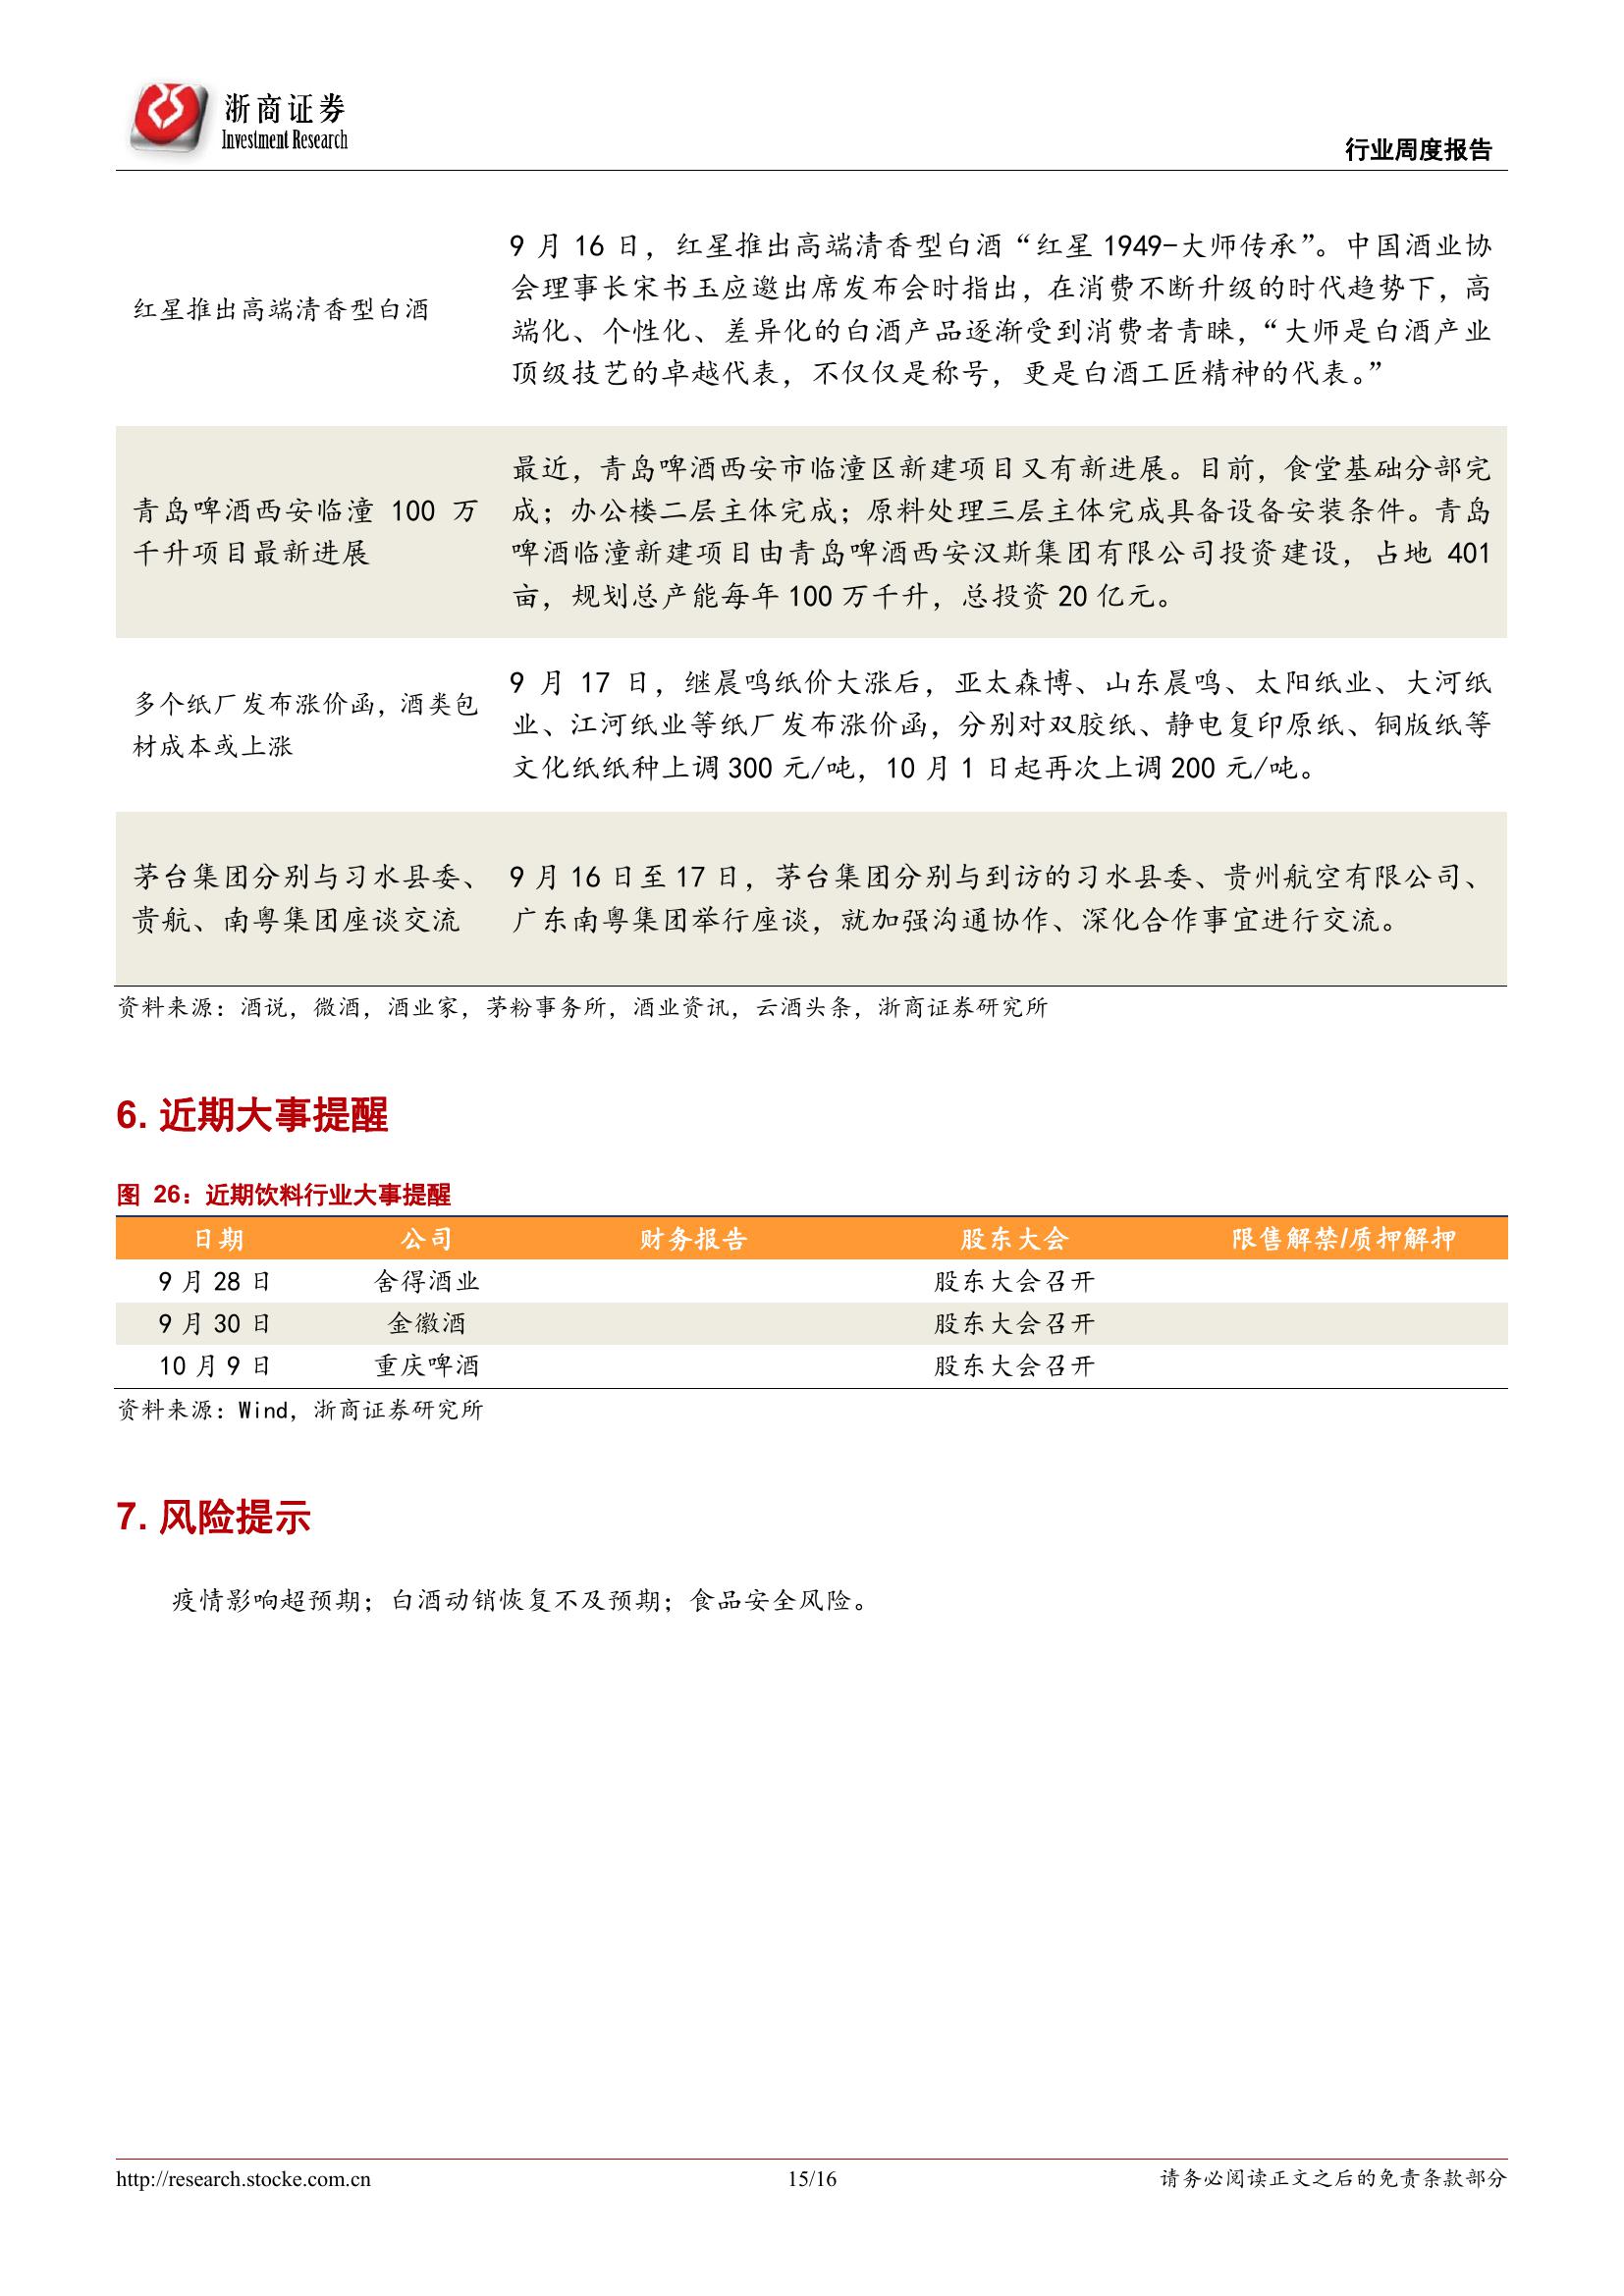 浙商证券
Investment Research
行业周度报告
红星推出高端清香型白酒
9 月 16 日，红星推出高端清香型白酒“红星 1949-大师传承”。中国酒业协
会理事长宋书玉应邀出席发布会时指出，在消费不断升级的时代趋势下，高
端化、个性化、差异化的白酒产品逐渐受到消费者青睐，“大师是白酒产业
顶级技艺的卓越代表，不仅仅是称号，更是白酒工匠精神的代表。”
青岛啤酒西安临潼 100 万
千升项目最新进展
最近，青岛啤酒西安市临潼区新建项目又有新进展。目前，食堂基础分部完
成；办公楼二层主体完成；原料处理三层主体完成具备设备安装条件。青岛
啤酒临潼新建项目由青岛啤酒西安汉斯集团有限公司投资建设，占地 401
亩，规划总产能每年 100 万千升，总投资 20 亿元。
多个纸厂发布涨价函，酒类包
材成本或上涨
9 月 17 日，继晨鸣纸价大涨后，亚太森博、山东晨鸣、太阳纸业、大河纸
业、江河纸业等纸厂发布涨价函，分别对双胶纸、静电复印原纸、铜版纸等
文化纸纸种上调 300 元/吨，10 月 1 日起再次上调 200 元/吨。
茅台集团分别与习水县委、
贵航、南粤集团座谈交流
9 月 16 日至 17 日，茅台集团分别与到访的习水县委、贵州航空有限公司、
广东南粤集团举行座谈，就加强沟通协作、深化合作事宜进行交流。
资料来源：酒说，微酒，酒业家，茅粉事务所，酒业资讯，云酒头条，浙商证券研究所
6. 近期大事提醒
图 26：近期饮料行业大事提醒
日期 公司 财务报告 股东大会 限售解禁/质押解押
9 月 28 日 舍得酒业 股东大会召开
9 月 30 日 金徽酒 股东大会召开
10 月 9 日 重庆啤酒 股东大会召开
资料来源：Wind，浙商证券研究所
7. 风险提示
疫情影响超预期；白酒动销恢复不及预期；食品安全风险。
http://research.stocke.com.cn 15/16 请务必阅读正文之后的免责条款部分